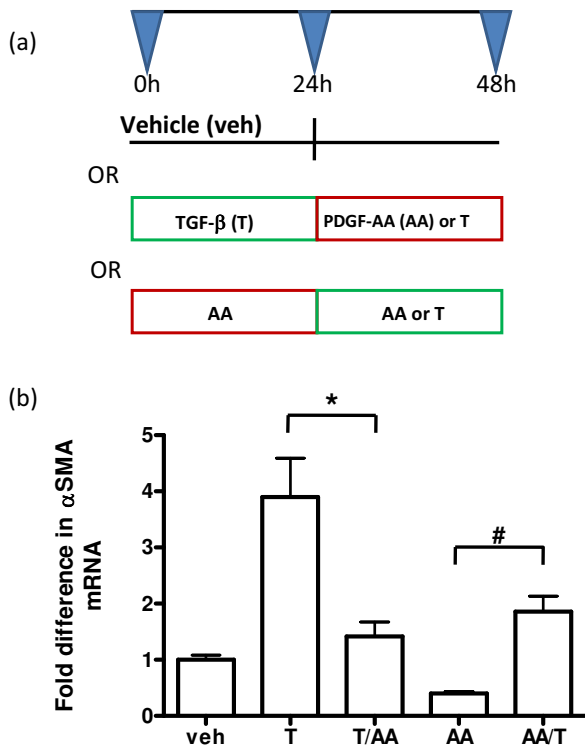 (a)
0h 24h 48h
Vehicle (veh)
OR
TGF-β (T) PDGF-AA (AA) or T
OR
AA AA or T
(b)
Fold difference in αSMA
mRNA
5
4
3
2
1
0
*
#
veh T T/AA AA AA/T